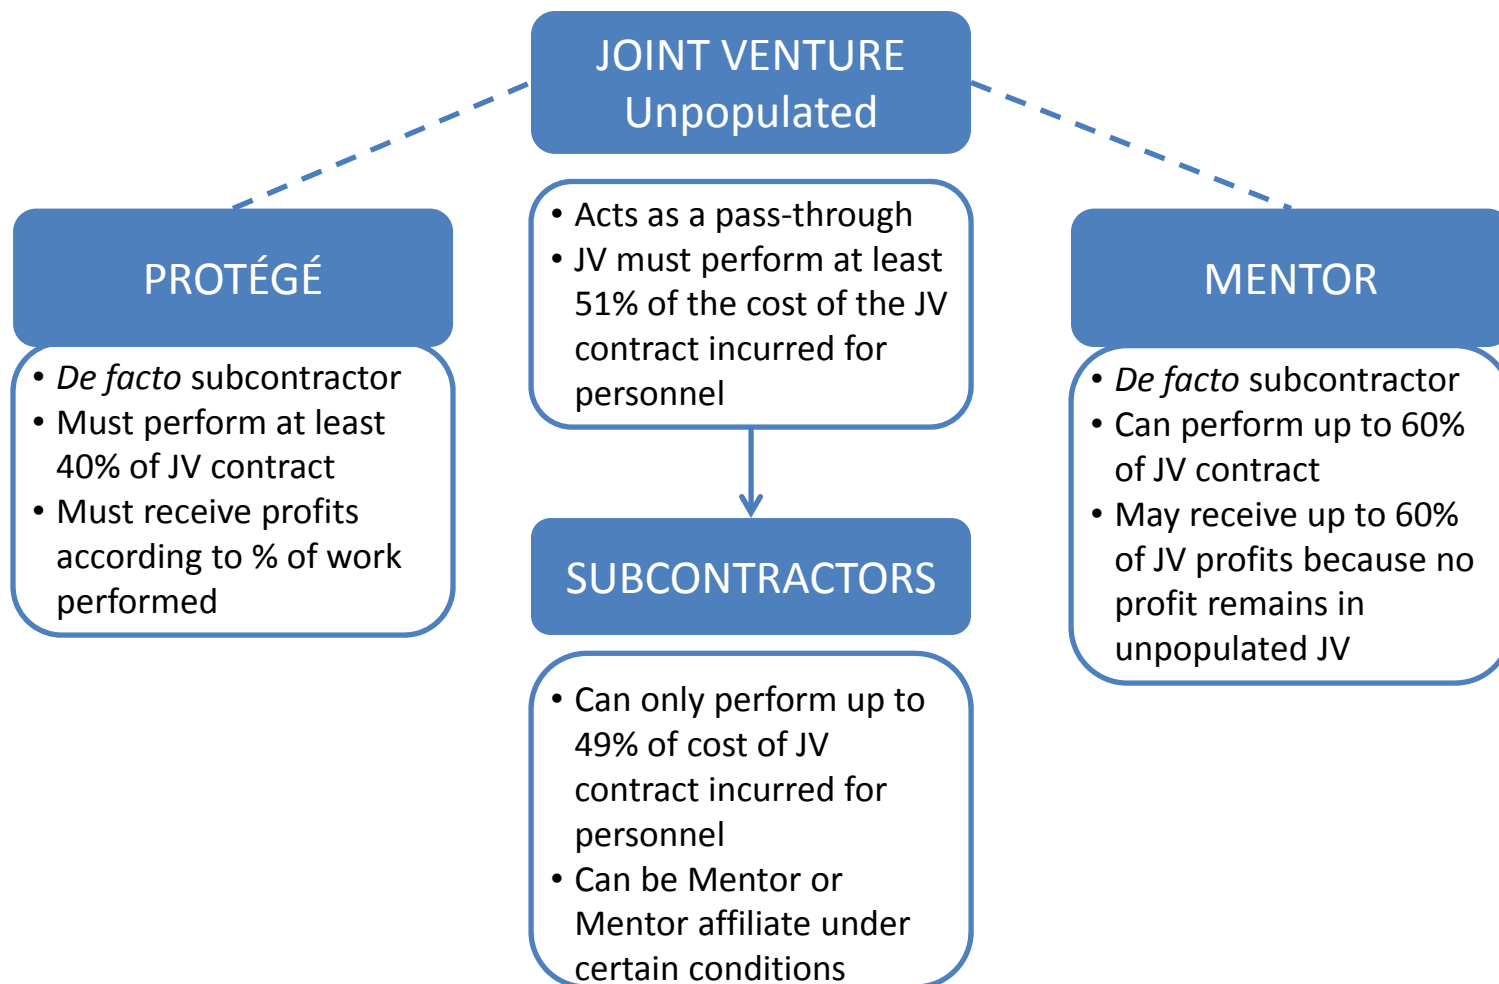 JOINT VENTURE
Unpopulated
• Acts as a pass-through
• JV must perform at least
51% of the cost of the JV
contract incurred for
personnel
PROTÉGÉ
• De facto subcontractor
• Must perform at least
40% of JV contract
• Must receive profits
according to % of work
performed
MENTOR
• De facto subcontractor
• Can perform up to 60%
of JV contract
• May receive up to 60%
of JV profits because no
profit remains in
unpopulated JV
SUBCONTRACTORS
• Can only perform up to
49% of cost of JV
contract incurred for
personnel
• Can be Mentor or
Mentor affiliate under
certain conditions